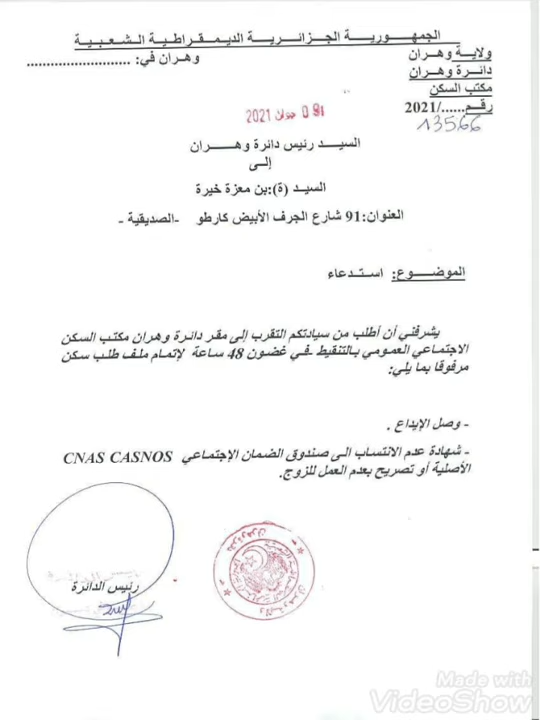 الجمهوريــة الجزائريــة الديمقراطية الشعبية
ولايــة وهران
وهران في: ..........................
دائرة وهران
مكتب السكن
رقم....../2021
13566
09 جوان 2021
السيد رئيس دائرة وهران
إلى
السيد (ة):بن معزة خيرة
العنوان:91 شارع الجرف الأبيض كارطو -الصديقية -
الموضوع: استدعاء
يشرفني أن أطلب من سيادتكم التقرب إلى مقر دائرة وهران مكتب السكن
الاجتماعي العمومي بالتنقيط -في غضون 48 ساعة لإتمام ملف طلب سكن
مرفوقا بما يلي:
- وصل الإيداع .
- شهادة عدم الانتساب الى صندوق الضمان الإجتماعي CNAS CASNOS
الأصلية أو تصريح بعدم العمل للزوج.
رئيس الدائرة
Made with
VideoShow